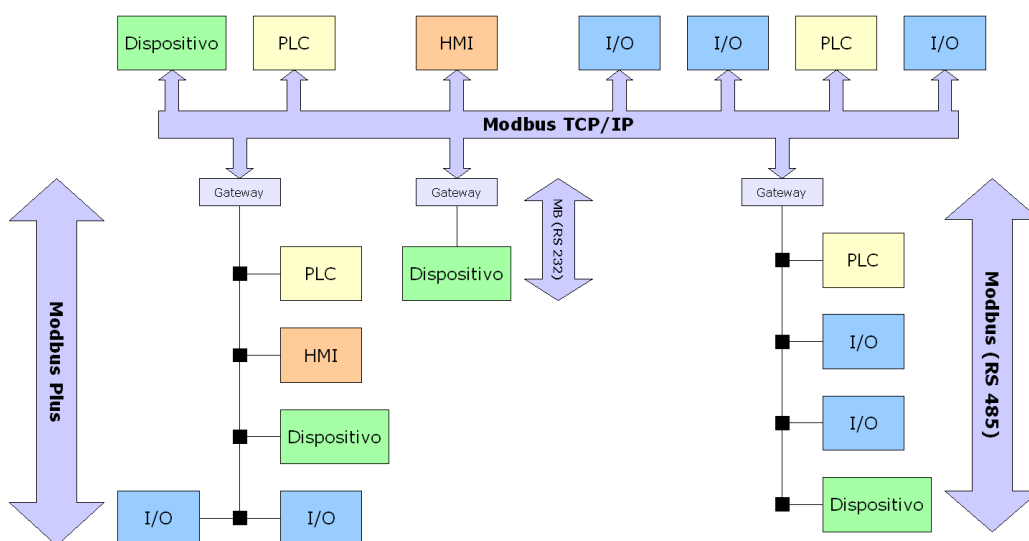 Dispositivo
PLC
HMI
I/O
I/O
PLC
I/O
Modbus TCP/IP
Gateway
Gateway
Gateway
Modbus Plus
PLC
HMI
Dispositivo
I/O
I/O
Dispositivo
MB (RS 232)
PLC
I/O
I/O
Dispositivo
Modbus (RS 485)